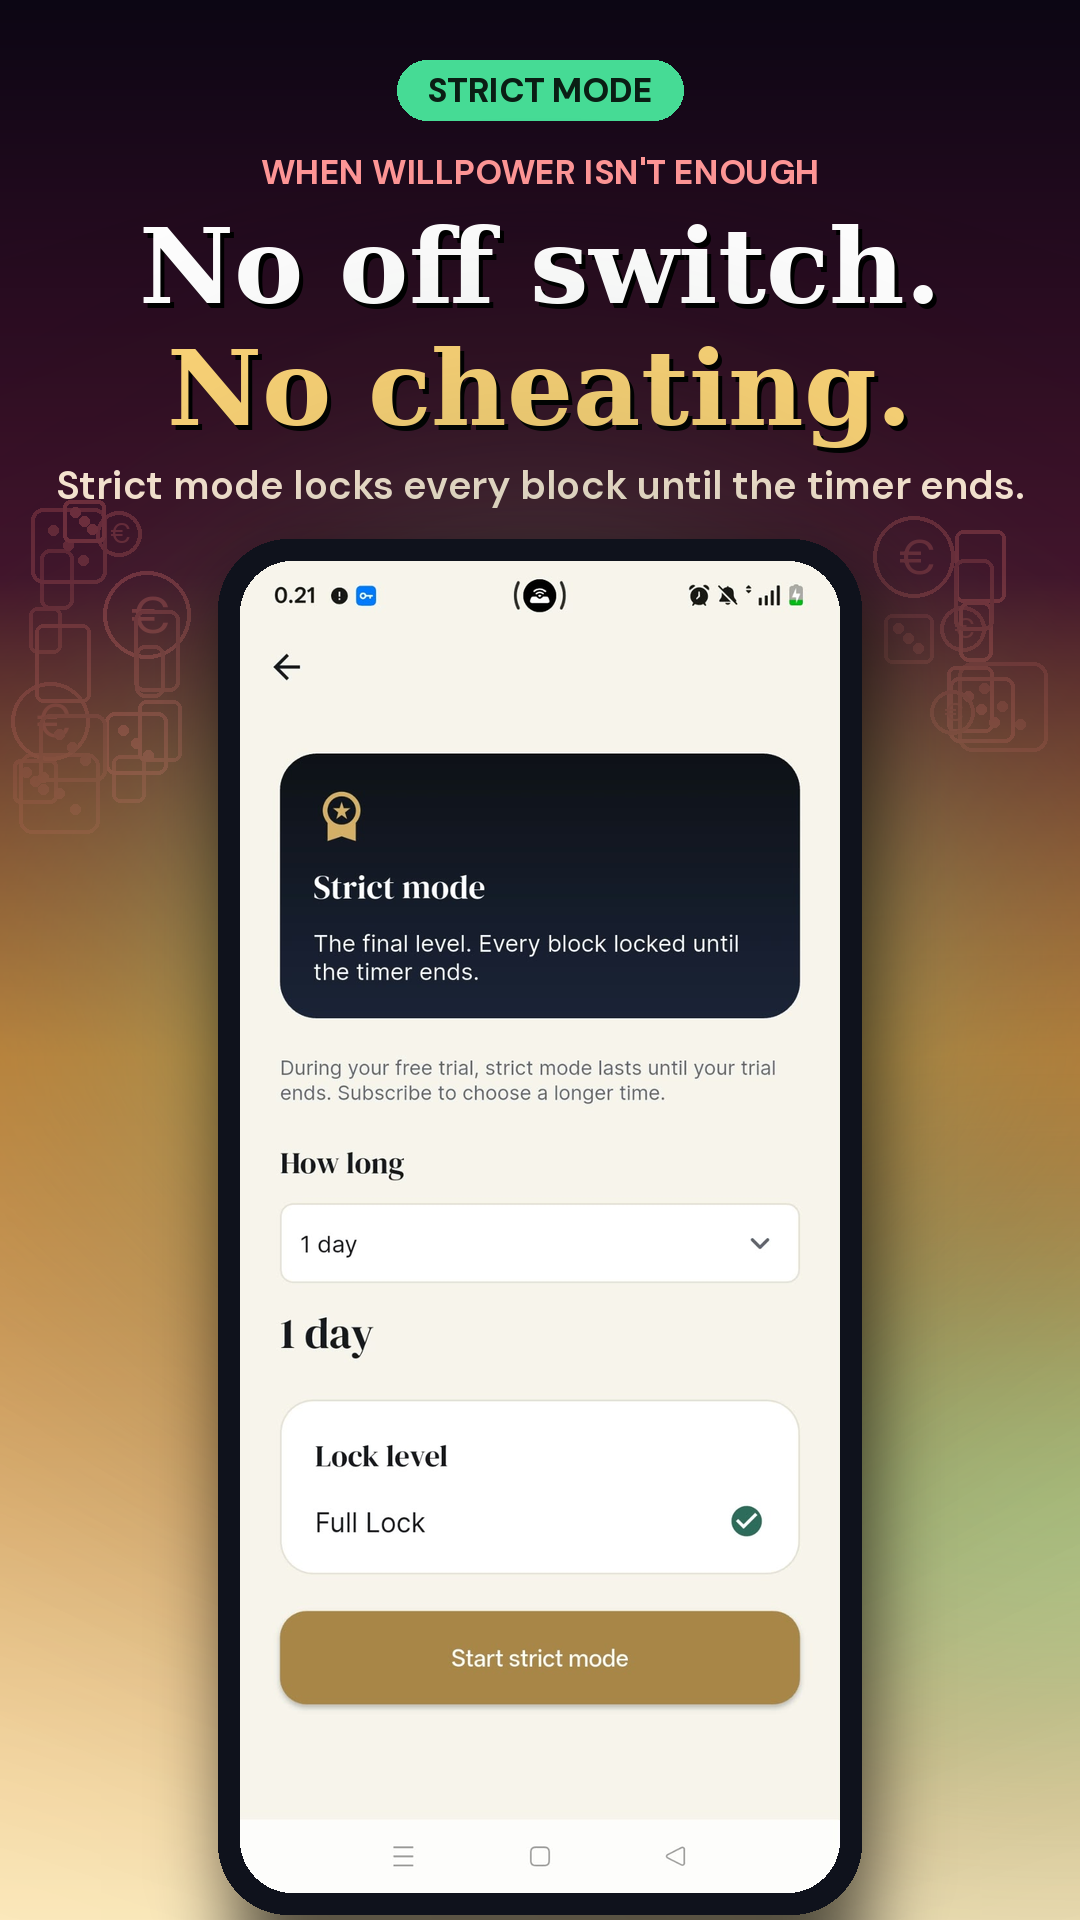 STRICT MODE
WHEN WILLPOWER ISN'T ENOUGH
No off switch.
No cheating.
Strict mode locks every block until the timer ends.
0.21
Strict mode
The final level. Every block locked until
the timer ends.
During your free trial, strict mode lasts until your trial
ends. Subscribe to choose a longer time.
How long
1 day
1 day
Lock level
Full Lock
Start strict mode